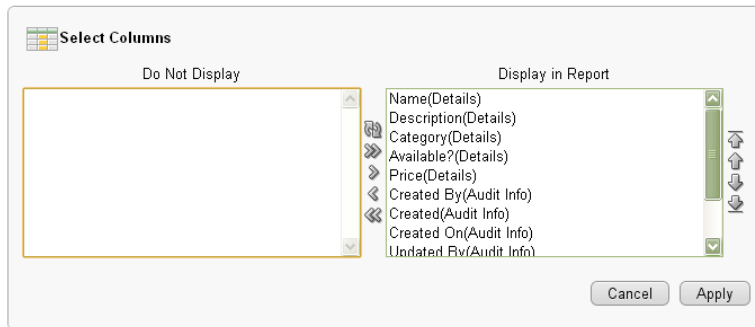 Select Columns
Do Not Display
Display in Report
Name(Details)
Description(Details)
Category(Details)
Available?(Details)
Price(Details)
Created By(Audit Info)
Created(Audit Info)
Created On(Audit Info)
Updated By(Audit Info)
Cancel
Apply